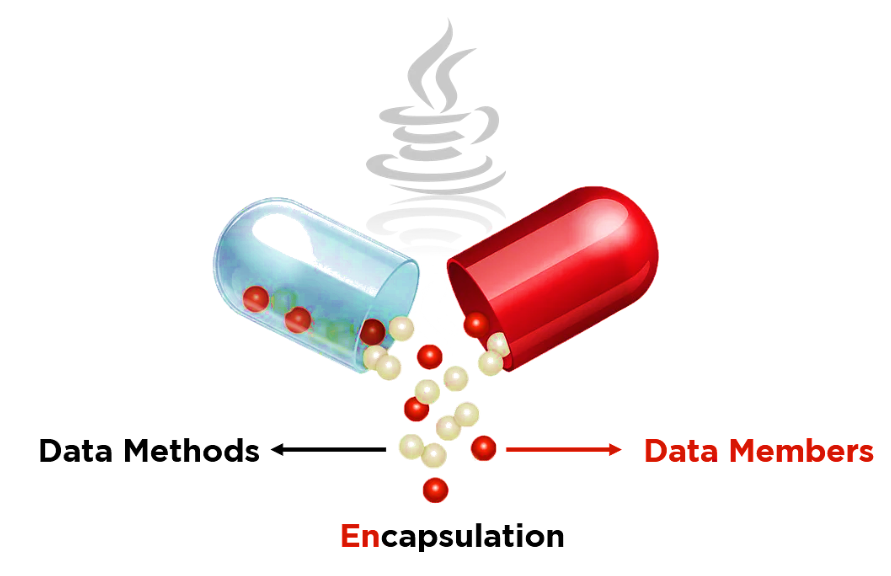 Data Methods
Data Members
Encapsulation